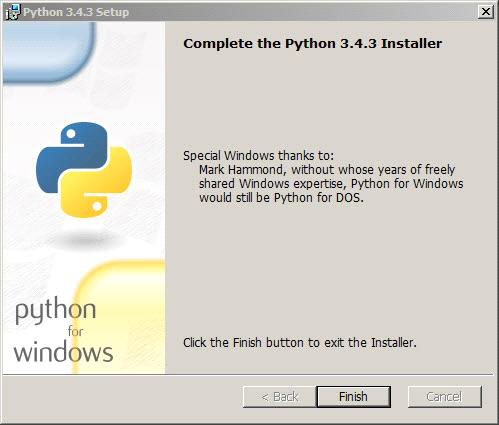 Python 3.4.3 Setup
Complete the Python 3.4.3 Installer
Special Windows thanks to:
Mark Hammond, without whose years of freely
shared Windows expertise, Python for Windows
would still be Python for DOS.
python
for
windows
Click the Finish button to exit the Installer.
< Back
Finish
Cancel